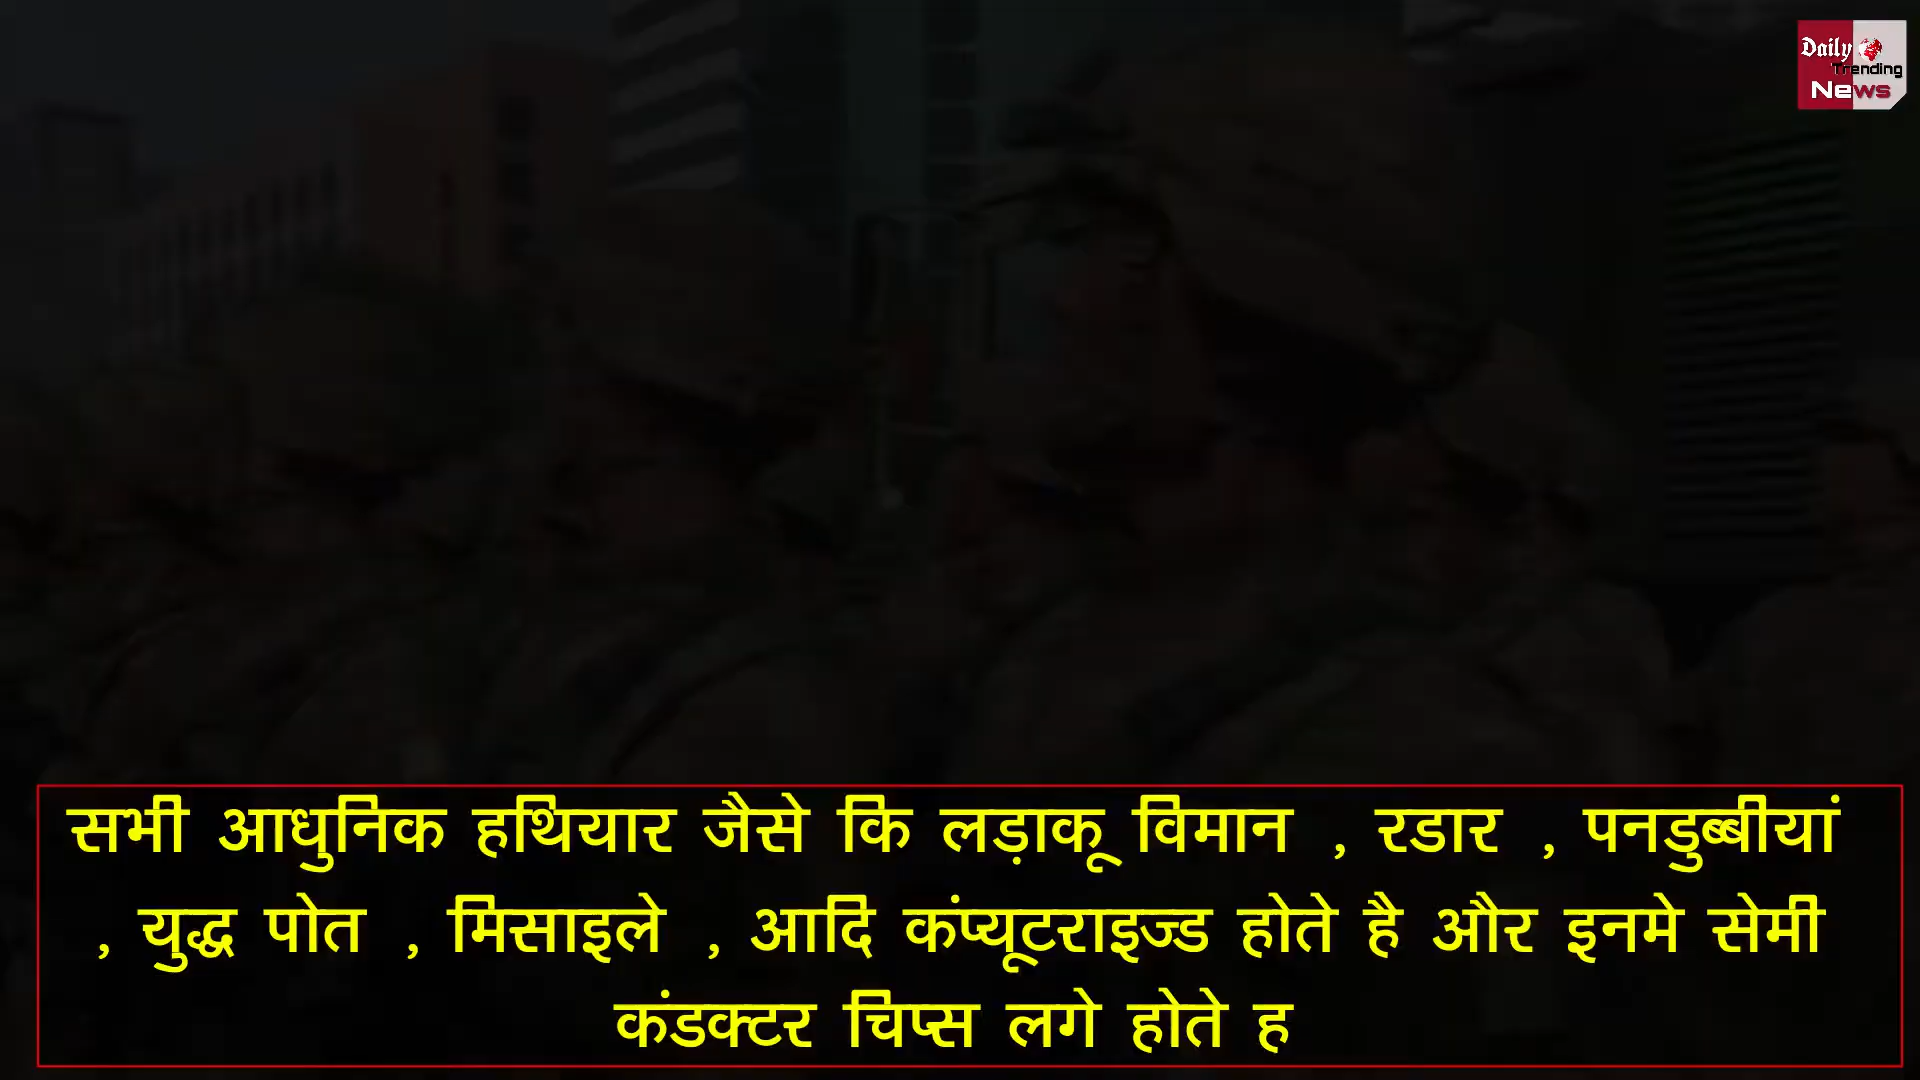 Daily
Trending
News
सभी आधुनिक हथियार जैसे कि लड़ाकू विमान , रडार , पनडुब्बीयां
, युद्ध पोत , मिसाइले , आदि कंप्यूटराइज्ड होते है और इनमे सेमी
कंडक्टर चिप्स लगे होते ह